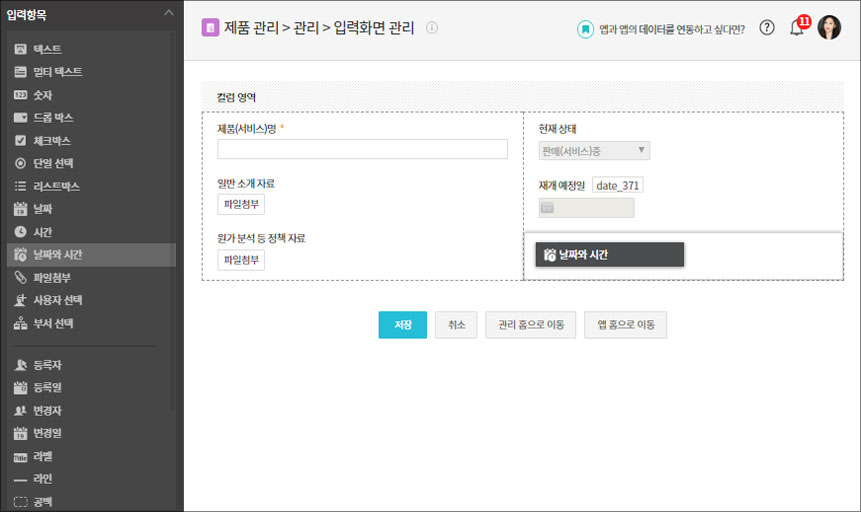 입력항목
텍스트
멀티 텍스트
123 숫자
드롭 박스
체크박스
단일 선택
리스트박스
19 날짜
시간
날짜와 시간
파일첨부
사용자 선택
부서 선택
등록자
등록일
변경자
19 변경일
Title 라벨
라인
공백
제품 관리 > 관리 > 입력화면 관리
앱과 앱의 데이터를 연동하고 싶다면?
11
컬럼 영역
제품(서비스)명 *
일반 소개 자료
파일첨부
원가 분석 등 정책 자료
파일첨부
현재 상태
판매(서비스)중
재개 예정일 date_371
날짜와 시간
저장 취소 관리 홈으로 이동 앱 홈으로 이동